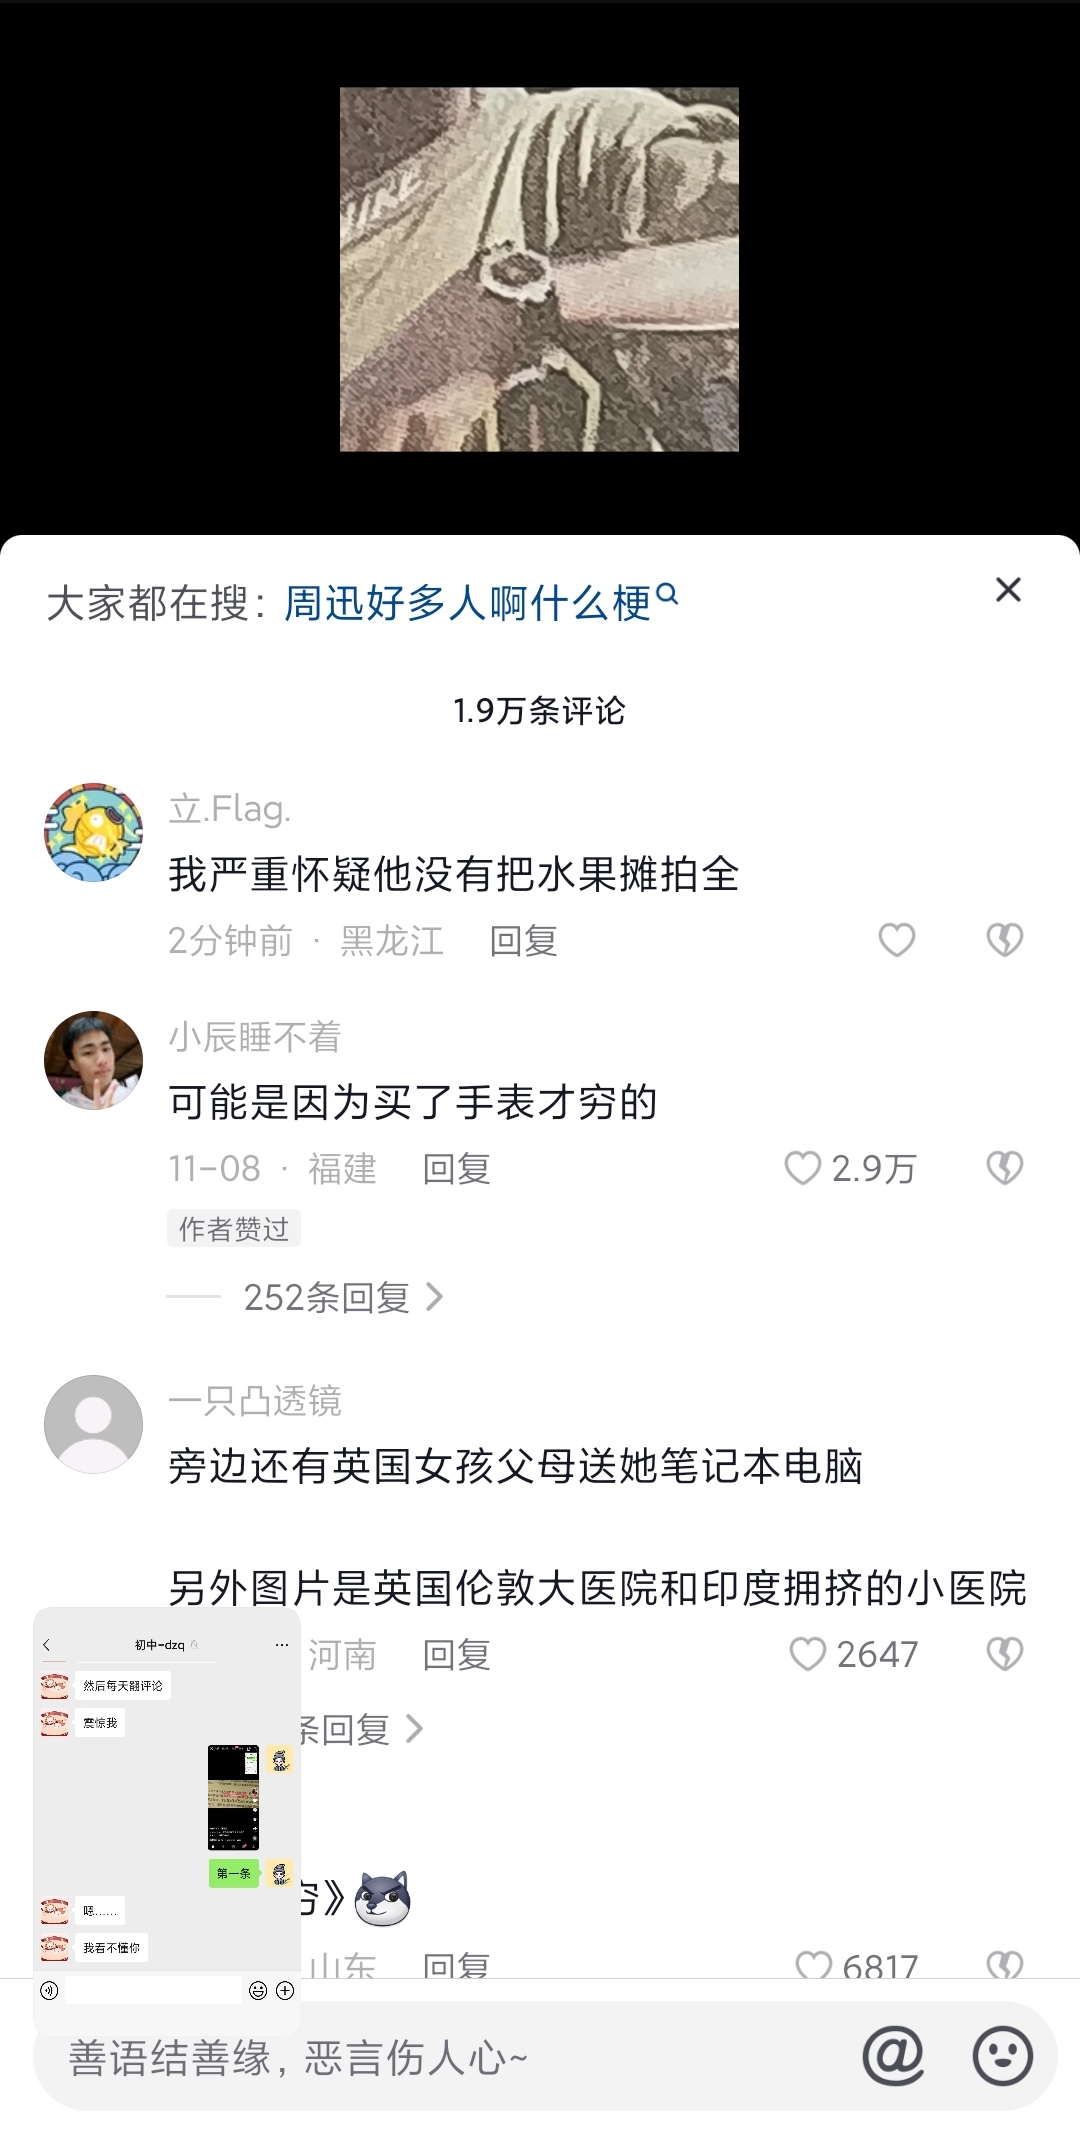 大家都在搜：周迅好多人啊什么梗
1.9万条评论
立.Flag.
我严重怀疑他没有把水果摊拍全
2分钟前 · 黑龙江 回复
小辰睡不着
可能是因为买了手表才穷的
11-08 · 福建 回复 2.9万
作者赞过
252条回复
一只凸透镜
旁边还有英国女孩父母送她笔记本电脑
另外图片是英国伦敦大医院和印度拥挤的小医院
河南 回复 2647
条回复
穷》
山东 回复 6817
初中-dzq
然后每天翻评论
震惊我
第一条
嗯……
我看不懂你
善语结善缘，恶言伤人心~